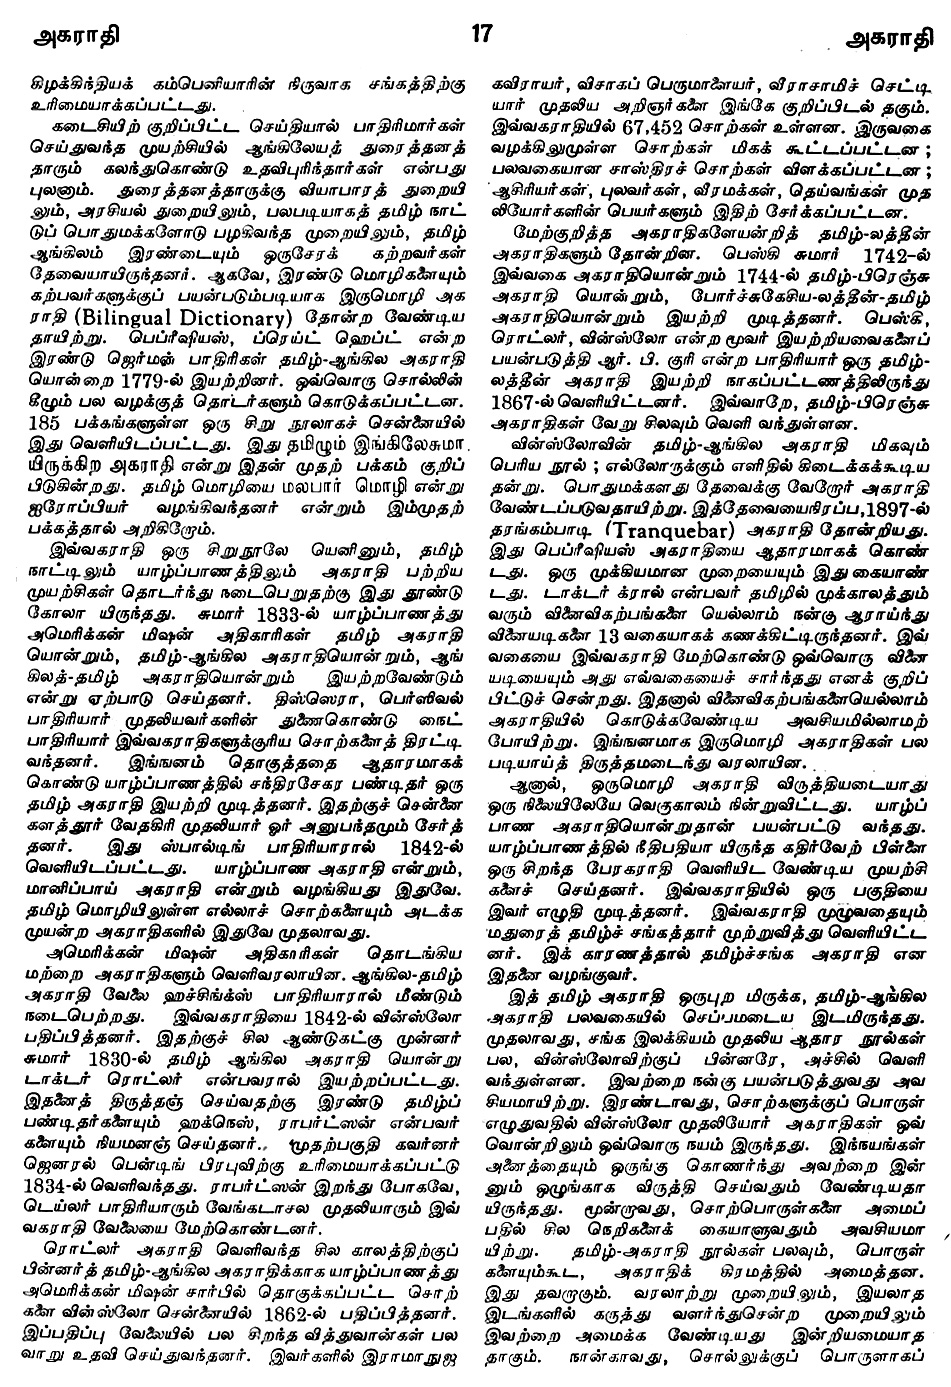 அகராதி
17
அகராதி
கிழக்கிந்தியக் கம்பெனியாரின் நிருவாக சங்கத்திற்கு
உரிமையாக்கப்பட்டது.
கடைசியிற் குறிப்பிட்ட செய்தியால் பாதிரிமார்கள்
செய்துவந்த முயற்சியில் ஆங்கிலேயத் துரைத்தனத்
தாரும் கலந்துகொண்டு உதவிபுரிந்தார்கள் என்பது
புலனாம். துரைத்தனத்தாருக்கு வியாபாரத் துறையி
லும், அரசியல் துறையிலும், பலபடியாகத் தமிழ் நாட்
டுப் பொதுமக்களோடு பழகிவந்த முறையிலும், தமிழ்
ஆங்கிலம் இரண்டையும் ஒருசேரக் கற்றவர்கள்
தேவையாயிருந்தனர். ஆகவே, இரண்டு மொழிகளையும்
கற்பவர்களுக்குப் பயன்படும்படியாக இருமொழி அக
ராதி (Bilingual Dictionary) தோன்ற வேண்டிய
தாயிற்று. பெப்ரீஷியஸ், ப்ரெய்ட் ஹெப்ட் என்ற
இரண்டு ஜெர்மன் பாதிரிகள் தமிழ்-ஆங்கில அகராதி
யொன்றை 1779-ல் இயற்றினர். ஒவ்வொரு சொல்லின்
கீழும் பல வழக்குத் தொடர்களும் கொடுக்கப்பட்டன.
185 பக்கங்களுள்ள ஒரு சிறு நூலாகச் சென்னையில்
இது வெளியிடப்பட்டது. இது தமிழும் இங்கிலேசுமா
யிருக்கிற அகராதி என்று இதன் முதற் பக்கம் குறிப்
பிடுகின்றது. தமிழ் மொழியை மலபார் மொழி என்று
ஐரோப்பியர் வழங்கிவந்தனர் என்றும் இம்முதற்
பக்கத்தால் அறிகிறோம்.
இவ்வகராதி ஒரு சிறுநூலே யெனினும், தமிழ்
நாட்டிலும் யாழ்ப்பாணத்திலும் அகராதி பற்றிய
முயற்சிகள் தொடர்ந்து நடைபெறுதற்கு இது தூண்டு
கோலா யிருந்தது. சுமார் 1833-ல் யாழ்ப்பாணத்து
அமெரிக்கன் மிஷன் அதிகாரிகள் தமிழ் அகராதி
யொன்றும், தமிழ்-ஆங்கில அகராதியொன்றும், ஆங்
கிலத்-தமிழ் அகராதியொன்றும் இயற்றவேண்டும்
என்று ஏற்பாடு செய்தனர். திஸ்ஸெரா, பெர்ஸிவல்
பாதிரியார் முதலியவர்களின் துணைகொண்டு நைட்
பாதிரியார் இவ்வகராதிகளுக்குரிய சொற்களைத் திரட்டி
வந்தனர். இங்ஙனம் தொகுத்ததை ஆதாரமாகக்
கொண்டு யாழ்ப்பாணத்தில் சந்திரசேகர பண்டிதர் ஒரு
தமிழ் அகராதி இயற்றி முடித்தனர். இதற்குச் சென்னை
களத்தூர் வேதகிரி முதலியார் ஓர் அனுபந்தமும் சேர்த்
தனர். இது ஸ்பால்டிங் பாதிரியாரால் 1842-ல்
வெளியிடப்பட்டது. யாழ்ப்பாண அகராதி என்றும்,
மானிப்பாய் அகராதி என்றும் வழங்கியது இதுவே.
தமிழ் மொழியிலுள்ள எல்லாச் சொற்களையும் அடக்க
முயன்ற அகராதிகளில் இதுவே முதலாவது.
அமெரிக்கன் மிஷன் அதிகாரிகள் தொடங்கிய
மற்றை அகராதிகளும் வெளிவரலாயின. ஆங்கில-தமிழ்
அகராதி வேலை ஹச்சிங்க்ஸ் பாதிரியாரால் மீண்டும்
நடைபெற்றது. இவ்வகராதியை 1842-ல் வின்ஸ்லோ
பதிப்பித்தனர். இதற்குச் சில ஆண்டுகட்கு முன்னர்
சுமார் 1830-ல் தமிழ் ஆங்கில அகராதி யொன்று
டாக்டர் ரொட்லர் என்பவரால் இயற்றப்பட்டது.
இதனைத் திருத்தஞ் செய்வதற்கு இரண்டு தமிழ்ப்
பண்டிதர்களையும் ஹக்நெஸ், ராபர்ட்ஸன் என்பவர்
களையும் நியமனஞ் செய்தனர்.. முதற்பகுதி கவர்னர்
ஜெனரல் பென்டிங் பிரபுவிற்கு உரிமையாக்கப்பட்டு
1834-ல் வெளிவந்தது. ராபர்ட்ஸன் இறந்து போகவே,
டெய்லர் பாதிரியாரும் வேங்கடாசல முதலியாரும் இவ்
வகராதி வேலையை மேற்கொண்டனர்.
ரொட்லர் அகராதி வெளிவந்த சில காலத்திற்குப்
பின்னர்த் தமிழ்-ஆங்கில அகராதிக்காக யாழ்ப்பாணத்து
அமெரிக்கன் மிஷன் சார்பில் தொகுக்கப்பட்ட சொற்
களை வின்ஸ்லோ சென்னையில் 1862-ல் பதிப்பித்தனர்.
இப்பதிப்பு வேலையில் பல சிறந்த வித்துவான்கள் பல
வாறு உதவி செய்துவந்தனர். இவர்களில் இராமாநுஜ
கவிராயர், விசாகப் பெருமாளையர், வீராசாமிச் செட்டி
யார் முதலிய அறிஞர்களை இங்கே குறிப்பிடல் தகும்.
இவ்வகராதியில் 67,452 சொற்கள் உள்ளன. இருவகை
வழக்கிலுமுள்ள சொற்கள் மிகக் கூட்டப்பட்டன ;
பலவகையான சாஸ்திரச் சொற்கள் விளக்கப்பட்டன ;
ஆசிரியர்கள், புலவர்கள், வீரமக்கள், தெய்வங்கள் முத
லியோர்களின் பெயர்களும் இதிற் சேர்க்கப்பட்டன.
மேற்குறித்த அகராதிகளேயன்றித் தமிழ்-லத்தீன்
அகராதிகளும் தோன்றின. பெஸ்கி சுமார் 1742-ல்
இவ்வகை அகராதியொன்றும் 1744-ல் தமிழ்-பிரெஞ்சு
அகராதி யொன்றும், போர்ச்சுகேசிய-லத்தீன்-தமிழ்
அகராதியொன்றும் இயற்றி முடித்தனர். பெஸ்கி,
ரொட்லர், வின்ஸ்லோ என்ற மூவர் இயற்றியவைகளைப்
பயன்படுத்தி ஆர். பி. குரி என்ற பாதிரியார் ஒரு தமிழ்-
லத்தீன் அகராதி இயற்றி நாகப்பட்டணத்திலிருந்து
1867-ல் வெளியிட்டனர். இவ்வாறே, தமிழ்-பிரெஞ்சு
அகராதிகள் வேறு சிலவும் வெளி வந்துள்ளன.
வின்ஸ்லோவின் தமிழ்-ஆங்கில அகராதி மிகவும்
பெரிய நூல் ; எல்லோருக்கும் எளிதில் கிடைக்கக்கூடிய
தன்று. பொதுமக்களது தேவைக்கு வேறோர் அகராதி
வேண்டப்படுவதாயிற்று. இத்தேவையைநிரப்ப,1897-ல்
தரங்கம்பாடி (Tranquebar) அகராதி தோன்றியது.
இது பெப்ரீஷியஸ் அகராதியை ஆதாரமாகக் கொண்
டது. ஒரு முக்கியமான முறையையும் இது கையாண்
டது. டாக்டர் க்ரால் என்பவர் தமிழில் முக்காலத்தும்
வரும் வினைவிகற்பங்களை யெல்லாம் நன்கு ஆராய்ந்து
வினையடிகளை 13 வகையாகக் கணக்கிட்டிருந்தனர். இவ்
வகையை இவ்வகராதி மேற்கொண்டு ஒவ்வொரு வினை
யடியையும் அது எவ்வகையைச் சார்ந்தது எனக் குறிப்
பிட்டுச் சென்றது. இதனால் வினைவிகற்பங்களையெல்லாம்
அகராதியில் கொடுக்கவேண்டிய அவசியமில்லாமற்
போயிற்று. இங்ஙனமாக இருமொழி அகராதிகள் பல
படியாய்த் திருத்தமடைந்து வரலாயின.
ஆனால், ஒருமொழி அகராதி விருத்தியடையாது
ஒரு நிலையிலேயே வெகுகாலம் நின்றுவிட்டது. யாழ்ப்
பாண அகராதியொன்றுதான் பயன்பட்டு வந்தது.
யாழ்ப்பாணத்தில் நீதிபதியா யிருந்த கதிர்வேற் பிள்ளை
ஒரு சிறந்த பேரகராதி வெளியிட வேண்டிய முயற்சி
களைச் செய்தனர். இவ்வகராதியில் ஒரு பகுதியை
இவர் எழுதி முடித்தனர். இவ்வகராதி முழுவதையும்
மதுரைத் தமிழ்ச் சங்கத்தார் முற்றுவித்து வெளியிட்ட
னர். இக் காரணத்தால் தமிழ்ச்சங்க அகராதி என
இதனை வழங்குவர்.
இத் தமிழ் அகராதி ஒருபுற மிருக்க, தமிழ்-ஆங்கில
அகராதி பலவகையில் செப்பமடைய இடமிருந்தது.
முதலாவது, சங்க இலக்கியம் முதலிய ஆதார நூல்கள்
பல, வின்ஸ்லோவிற்குப் பின்னரே, அச்சில் வெளி
வந்துள்ளன. இவற்றை நன்கு பயன்படுத்துவது அவ
சியமாயிற்று. இரண்டாவது, சொற்களுக்குப் பொருள்
எழுதுவதில் வின்ஸ்லோ முதலியோர் அகராதிகள் ஒவ்
வொன்றிலும் ஒவ்வொரு நயம் இருந்தது. இந்நயங்கள்
அனைத்தையும் ஒருங்கு கொணர்ந்து அவற்றை இன்
னும் ஒழுங்காக விருத்தி செய்வதும் வேண்டியதா
யிருந்தது. மூன்றாவது, சொற்பொருள்களை அமைப்
பதில் சில நெறிகளைக் கையாளுவதும் அவசியமா
யிற்று. தமிழ்-அகராதி நூல்கள் பலவும், பொருள்
களையும்கூட, அகராதிக் கிரமத்தில் அமைத்தன.
இது தவறாகும். வரலாற்று முறையிலும், இயலாத
இடங்களில் கருத்து வளர்ந்துசென்ற முறையிலும்
இவற்றை அமைக்க வேண்டியது இன்றியமையாத
தாகும். நான்காவது, சொல்லுக்குப் பொருளாகப்